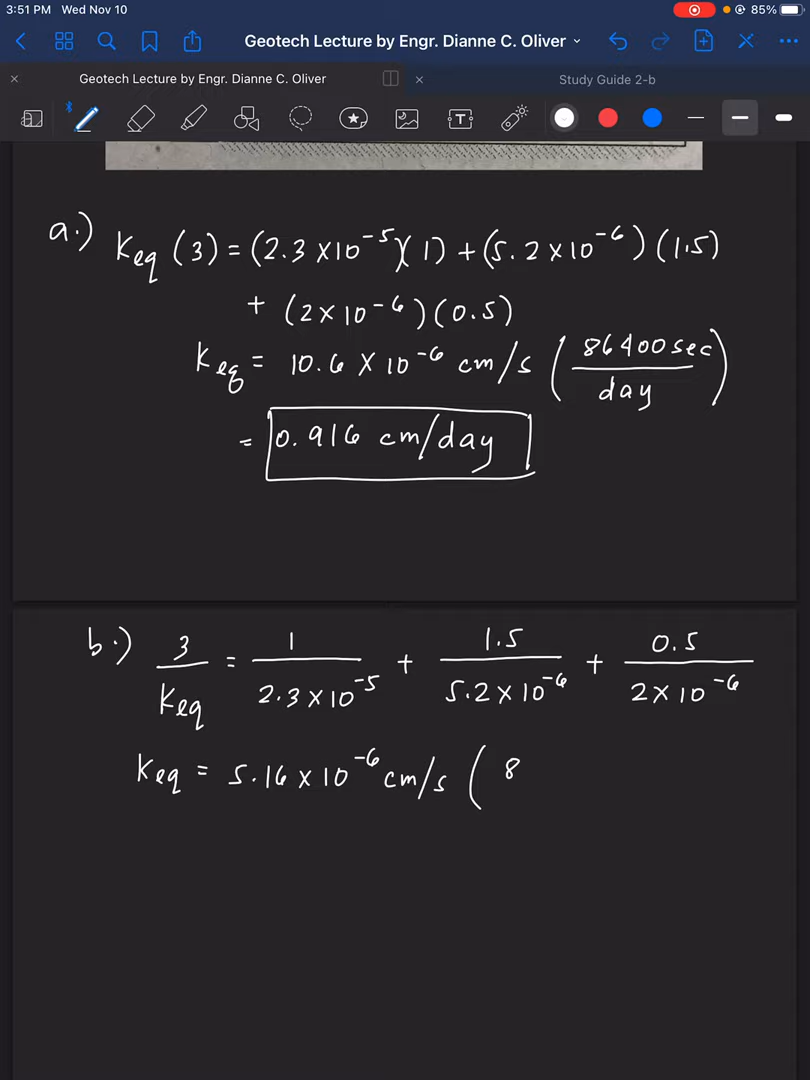 3:51 PM Wed Nov 10 85%
Geotech Lecture by Engr. Dianne C. Oliver
Geotech Lecture by Engr. Dianne C. Oliver Study Guide 2-b
a.) Keq (3) = (2.3 x10⁻⁵)(1) + (5.2 x 10⁻⁶) (1.5)
+ (2 x 10⁻⁶)(0.5)
Keq = 10.6 x 10⁻⁶ cm/s (86400 sec / day)
= 0.916 cm/day
b.) 3/Keq = 1/2.3 x 10⁻⁵ + 1.5/5.2 x 10⁻⁶ + 0.5/2 x 10⁻⁶
Keq = 5.16 x 10⁻⁶ cm/s ( 8